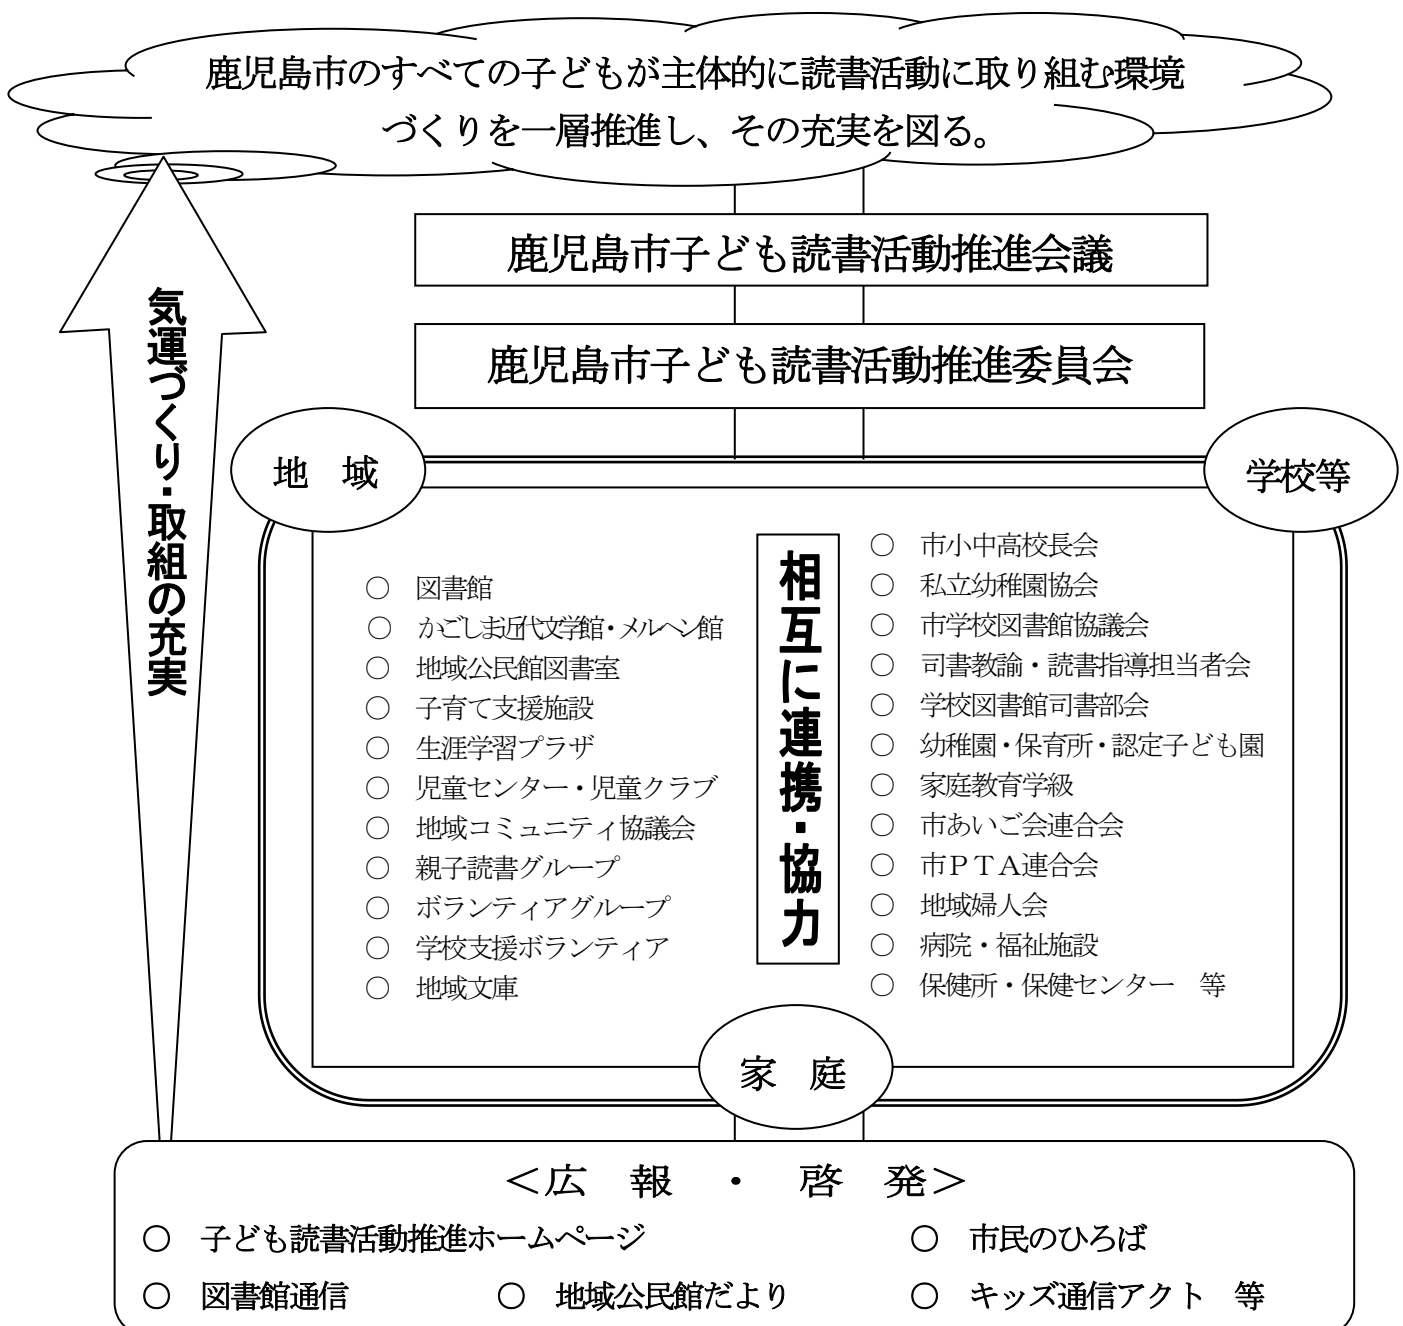 鹿児島市のすべての子どもが主体的に読書活動に取り組む環境
づくりを一層推進し、その充実を図る。
鹿児島市子ども読書活動推進会議
鹿児島市子ども読書活動推進委員会
気運づくり・取組の充実
地　域
学校等
○　図書館
○　かごしま近代文学館・メルヘン館
○　地域公民館図書室
○　子育て支援施設
○　生涯学習プラザ
○　児童センター・児童クラブ
○　地域コミュニティ協議会
○　親子読書グループ
○　ボランティアグループ
○　学校支援ボランティア
○　地域文庫
相互に連携・協力
○　市小中高校長会
○　私立幼稚園協会
○　市学校図書館協議会
○　司書教諭・読書指導担当者会
○　学校図書館司書部会
○　幼稚園・保育所・認定子ども園
○　家庭教育学級
○　市あいご会連合会
○　市ＰＴＡ連合会
○　地域婦人会
○　病院・福祉施設
○　保健所・保健センター　等
家　庭
＜広　報　・　啓　発＞
○　子ども読書活動推進ホームページ　○　市民のひろば
○　図書館通信　○　地域公民館だより　○　キッズ通信アクト　等